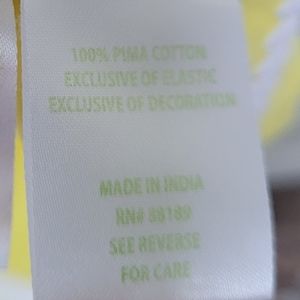 100% PIMA COTTON
EXCLUSIVE OF ELASTIC
EXCLUSIVE OF DECORATION
MADE IN INDIA
RN# 88189
SEE REVERSE
FOR CARE